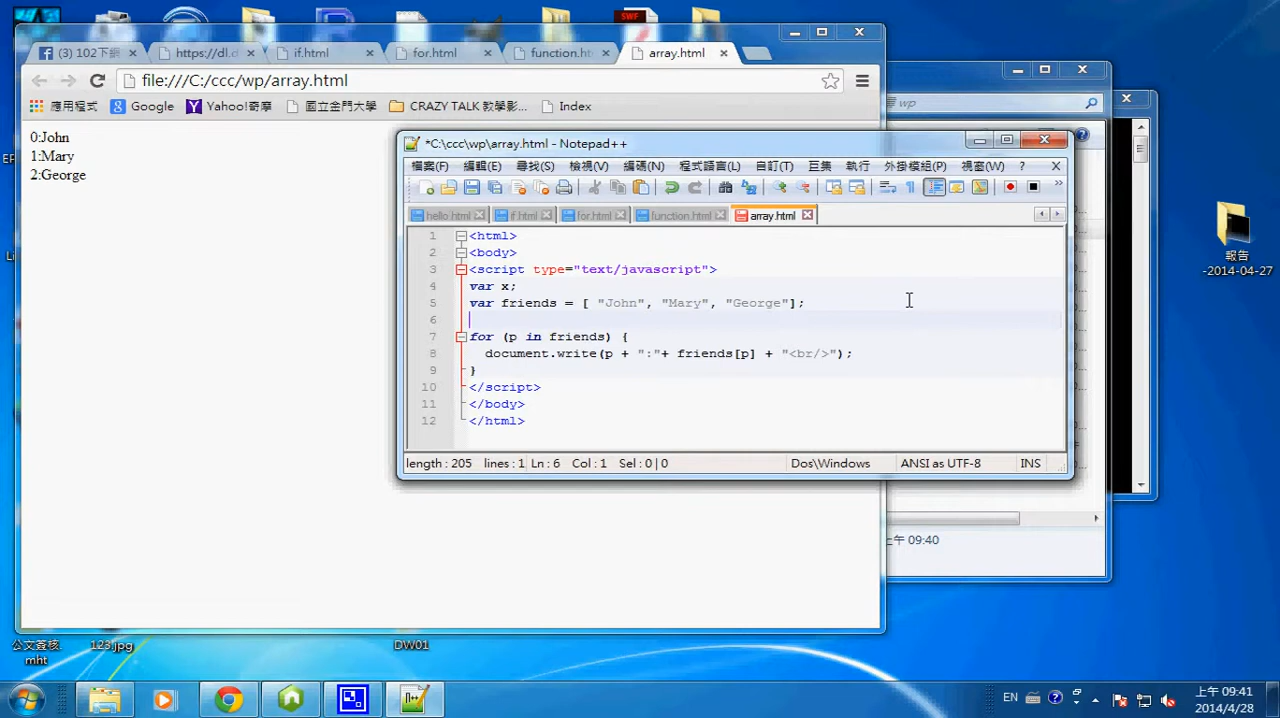 SWF
(3) 102下
https://dl.
if.html
for.html
function.ht
array.html
file:///C:/ccc/wp/array.html
應用程式
Google
Yahoo!奇摩
國立金門大學
CRAZY TALK 教學影...
Index
0:John
1:Mary
2:George
wp
*C:\ccc\wp\array.html - Notepad++
檔案(F) 編輯(E) 尋找(S) 檢視(V) 編碼(N) 程式語言(L) 自訂(T) 巨集 執行 外掛模組(P) 視窗(W) ? X
hello.html
if.html
for.html
function.html
array.html
1 <html>
2 <body>
3 <script type="text/javascript">
4 var x;
5 var friends = [ "John", "Mary", "George"];
6
7 for (p in friends) {
8 document.write(p + ":"+ friends[p] + "<br/>");
9 }
10 </script>
11 </body>
12 </html>
length : 205 lines : 1 Ln : 6 Col : 1 Sel : 0 | 0 Dos\Windows ANSI as UTF-8 INS
上午 09:40
報告
-2014-04-27
公文簽核.
mht
123.jpg
DW01
EN
上午 09:41
2014/4/28